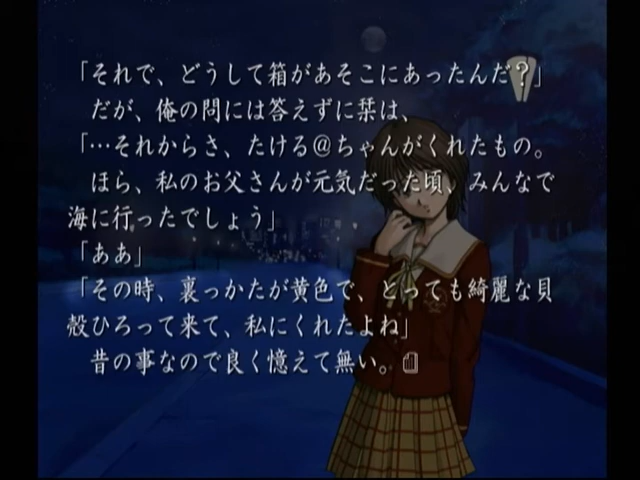 「それで、どうして箱があそこにあったんだ？」
だが、俺の問には答えずに栞は、
「…それからさ、たける＠ちゃんがくれたもの。
ほら、私のお父さんが元気だった頃、みんなで
海に行ったでしょう」
「ああ」
「その時、裏っかたが黄色で、とっても綺麗な貝
殻ひろって来て、私にくれたよね」
昔の事なので良く憶えて無い。